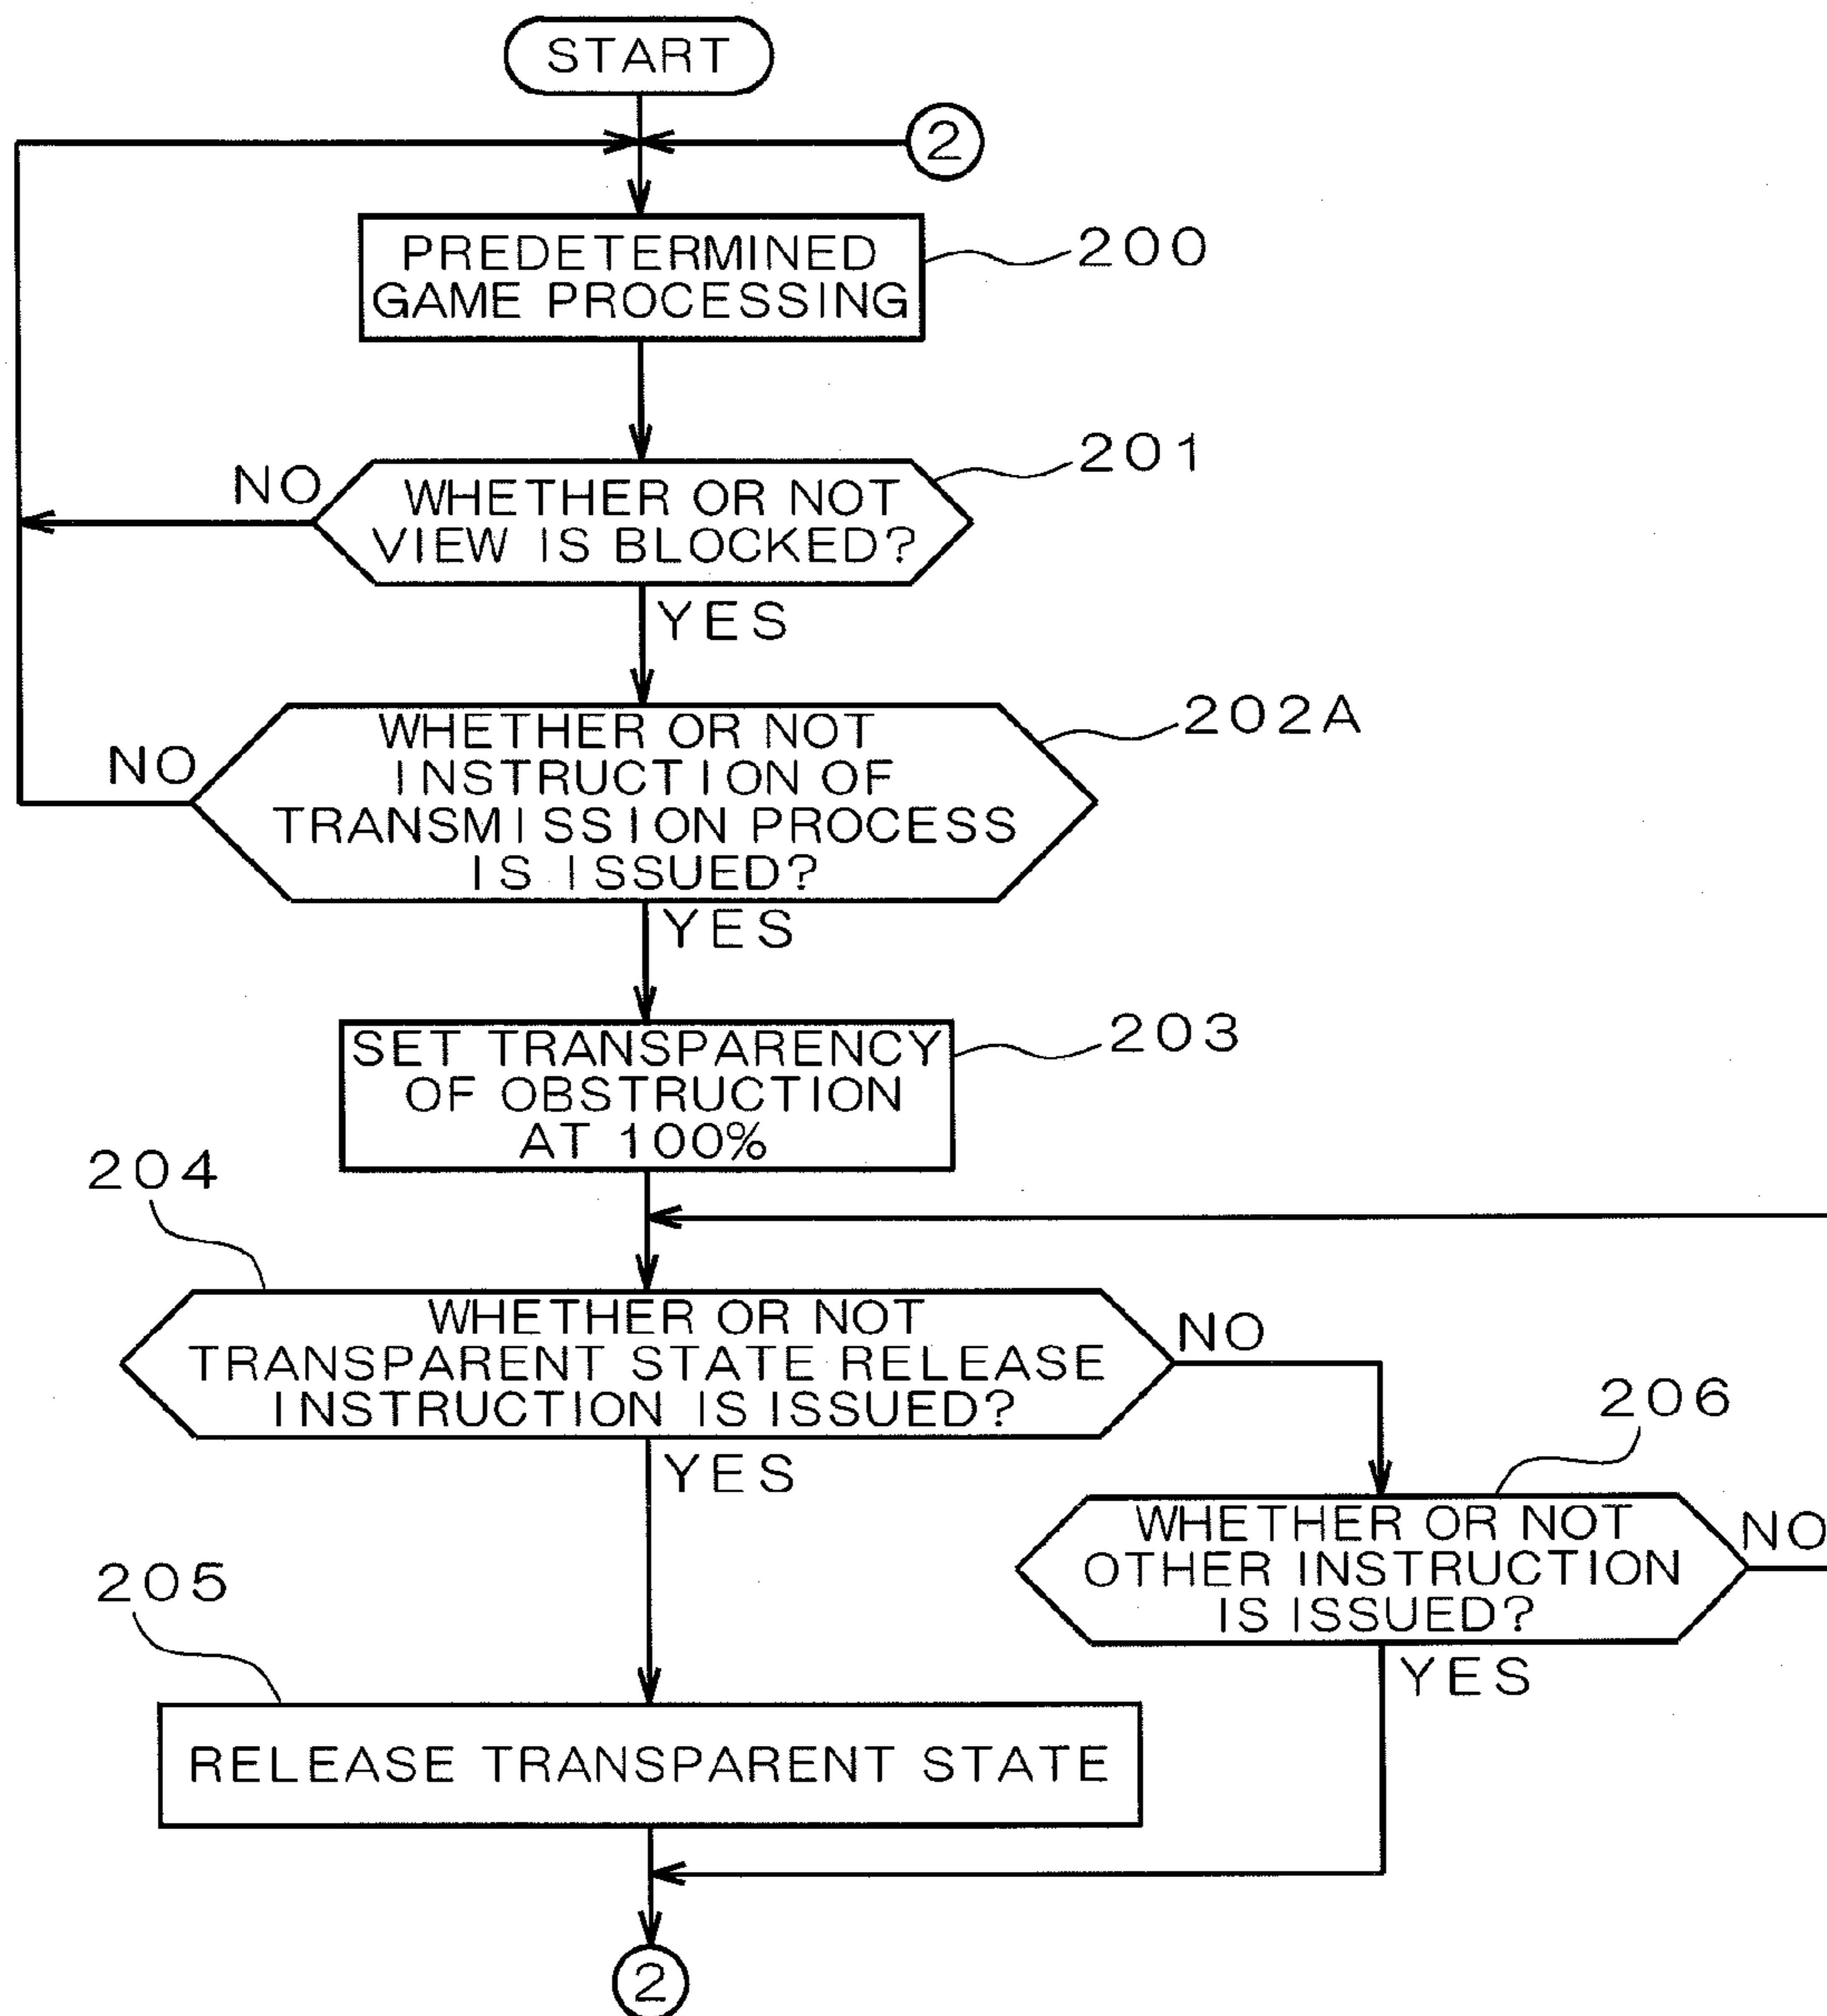 START
2
PREDETERMINED
GAME PROCESSING
200
201
NO
WHETHER OR NOT
VIEW IS BLOCKED?
YES
202A
NO
WHETHER OR NOT
INSTRUCTION OF
TRANSMISSION PROCESS
IS ISSUED?
YES
203
SET TRANSPARENCY
OF OBSTRUCTION
AT 100%
204
WHETHER OR NOT
TRANSPARENT STATE RELEASE
INSTRUCTION IS ISSUED?
NO
YES
206
WHETHER OR NOT
OTHER INSTRUCTION
IS ISSUED?
NO
YES
205
RELEASE TRANSPARENT STATE
2